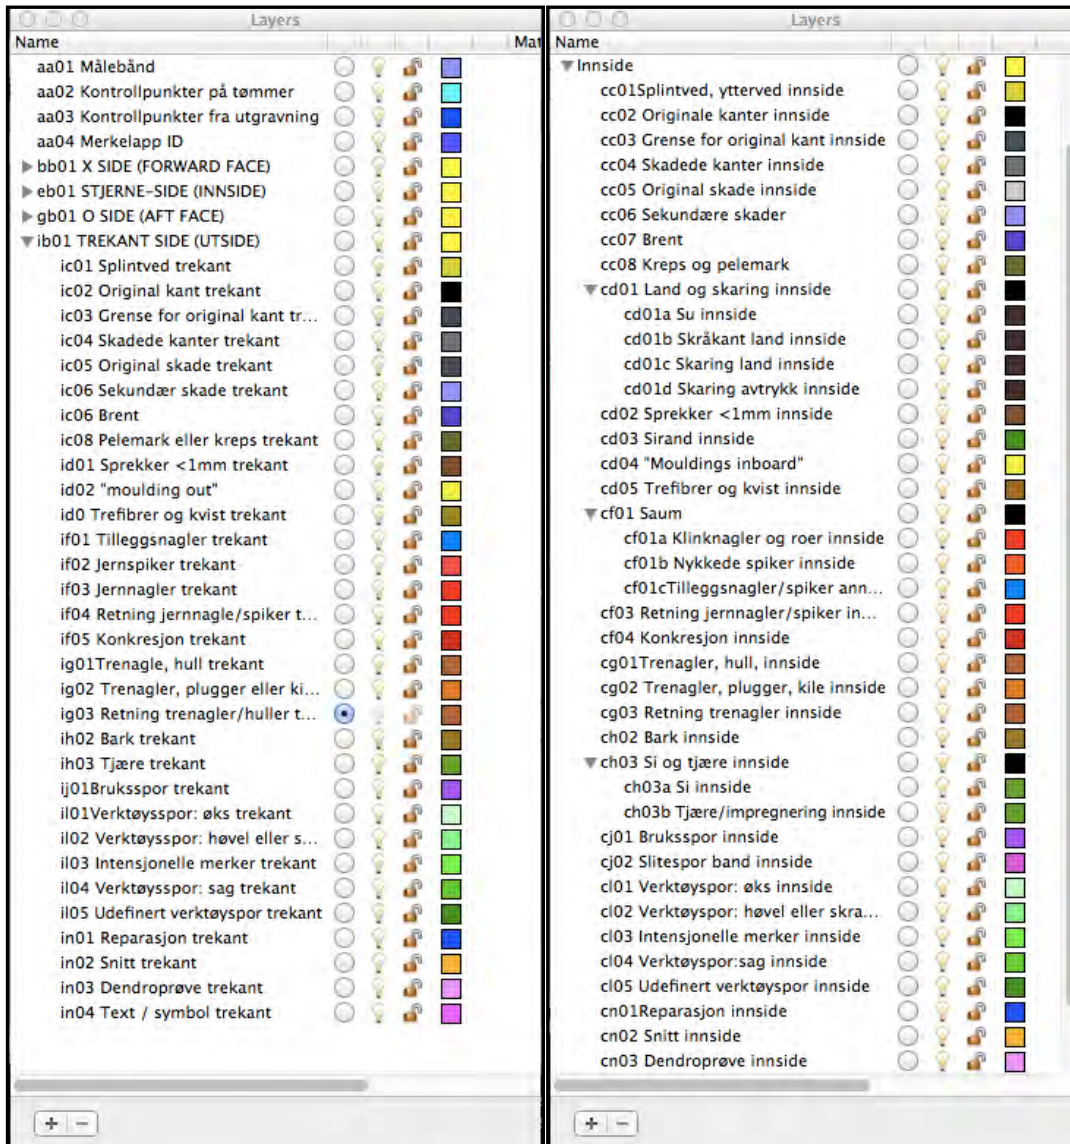 Layers
Name
Mat
aa01 Målebånd
aa02 Kontrollpunkter på tømmer
aa03 Kontrollpunkter fra utgravning
aa04 Merkelapp ID
bb01 X SIDE (FORWARD FACE)
eb01 STJERNE-SIDE (INNSIDE)
gb01 O SIDE (AFT FACE)
ib01 TREKANT SIDE (UTSIDE)
ic01 Splintved trekant
ic02 Original kant trekant
ic03 Grense for original kant tr...
ic04 Skadede kanter trekant
ic05 Original skade trekant
ic06 Sekundær skade trekant
ic06 Brent
ic08 Pelemark eller kreps trekant
id01 Sprekker <1mm trekant
id02 "moulding out"
id0 Trefibrer og kvist trekant
if01 Tilleggsnagler trekant
if02 Jernspiker trekant
if03 Jernnagler trekant
if04 Retning jernnagle/spiker t...
if05 Konkresjon trekant
ig01Trenagle, hull trekant
ig02 Trenagler, plugger eller ki...
ig03 Retning trenagler/huller t...
ih02 Bark trekant
ih03 Tjære trekant
ij01Bruksspor trekant
il01Verktøysspor: øks trekant
il02 Verktøysspor: høvel eller s...
il03 Intensjonelle merker trekant
il04 Verktøysspor: sag trekant
il05 Udefinert verktøyspor trekant
in01 Reparasjon trekant
in02 Snitt trekant
in03 Dendroprøve trekant
in04 Text / symbol trekant
Layers
Name
Innside
cc01Splintved, ytterved innside
cc02 Originale kanter innside
cc03 Grense for original kant innside
cc04 Skadede kanter innside
cc05 Original skade innside
cc06 Sekundære skader
cc07 Brent
cc08 Kreps og pelemark
cd01 Land og skaring innside
cd01a Su innside
cd01b Skråkant land innside
cd01c Skaring land innside
cd01d Skaring avtrykk innside
cd02 Sprekker <1mm innside
cd03 Sirand innside
cd04 "Mouldings inboard"
cd05 Trefibrer og kvist innside
cf01 Saum
cf01a Klinknagler og roer innside
cf01b Nykkede spiker innside
cf01cTilleggsnagler/spiker ann...
cf03 Retning jernnagler/spiker in...
cf04 Konkresjon innside
cg01Trenagler, hull, innside
cg02 Trenagler, plugger, kile innside
cg03 Retning trenagler innside
ch02 Bark innside
ch03 Si og tjære innside
ch03a Si innside
ch03b Tjære/impregnering innside
cj01 Bruksspor innside
cj02 Slitespor band innside
cl01 Verktøyspor: øks innside
cl02 Verktøyspor: høvel eller skra...
cl03 Intensjonelle merker innside
cl04 Verktøyspor:sag innside
cl05 Udefinert verktøyspor innside
cn01Reparasjon innside
cn02 Snitt innside
cn03 Dendroprøve innside